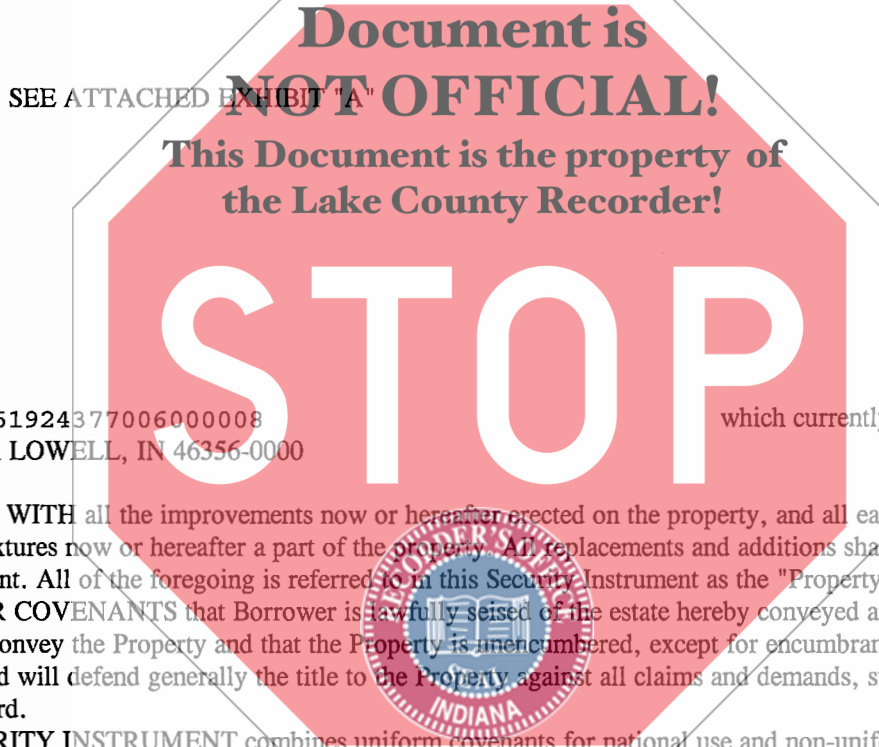 Document is
SEE ATTACHED EXHIBIT "A" NOT OFFICIAL!
This Document is the property of
the Lake County Recorder!
STOP
51924377006000008 which currently
LOWELL, IN 46356-0000
WITH all the improvements now or hereafter erected on the property, and all ea
xtures now or hereafter a part of the property. All replacements and additions sha
nt. All of the foregoing is referred to in this Security Instrument as the "Property
R COVENANTS that Borrower is lawfully seised of the estate hereby conveyed a
onvey the Property and that the Property is unencumbered, except for encumbran
d will defend generally the title to the Property against all claims and demands, s
rd.
RITY INSTRUMENT combines uniform covenants for national use and non-unif
RECORDER'S OFFICE
SEAL
INDIANA